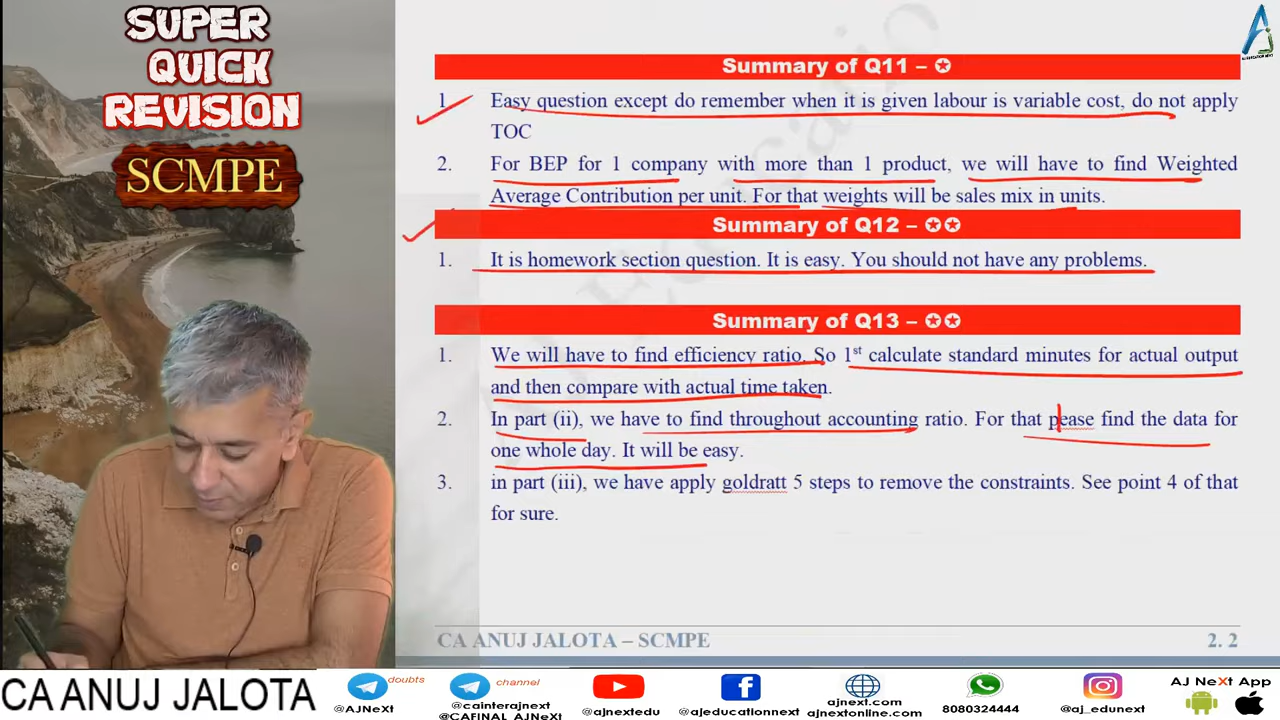 SUPER
QUICK
REVISION
SCMPE
Summary of Q11 – ✪
1. Easy question except do remember when it is given labour is variable cost, do not apply
TOC
2. For BEP for 1 company with more than 1 product, we will have to find Weighted
Average Contribution per unit. For that weights will be sales mix in units.
Summary of Q12 – ✪✪
1. It is homework section question. It is easy. You should not have any problems.
Summary of Q13 – ✪✪
1. We will have to find efficiency ratio. So 1st calculate standard minutes for actual output
and then compare with actual time taken.
2. In part (ii), we have to find throughout accounting ratio. For that pease find the data for
one whole day. It will be easy.
3. in part (iii), we have apply goldratt 5 steps to remove the constraints. See point 4 of that
for sure.
CA ANUJ JALOTA – SCMPE 2. 2
CA ANUJ JALOTA
doubts
@AJNeXt
channel
@cainterajnext
@CAFINAL_AJNeXt
@ajnextedu
@ajeducationnext
ajnext.com
ajnextonline.com
8080324444
@aj_edunext
AJ NeXt App